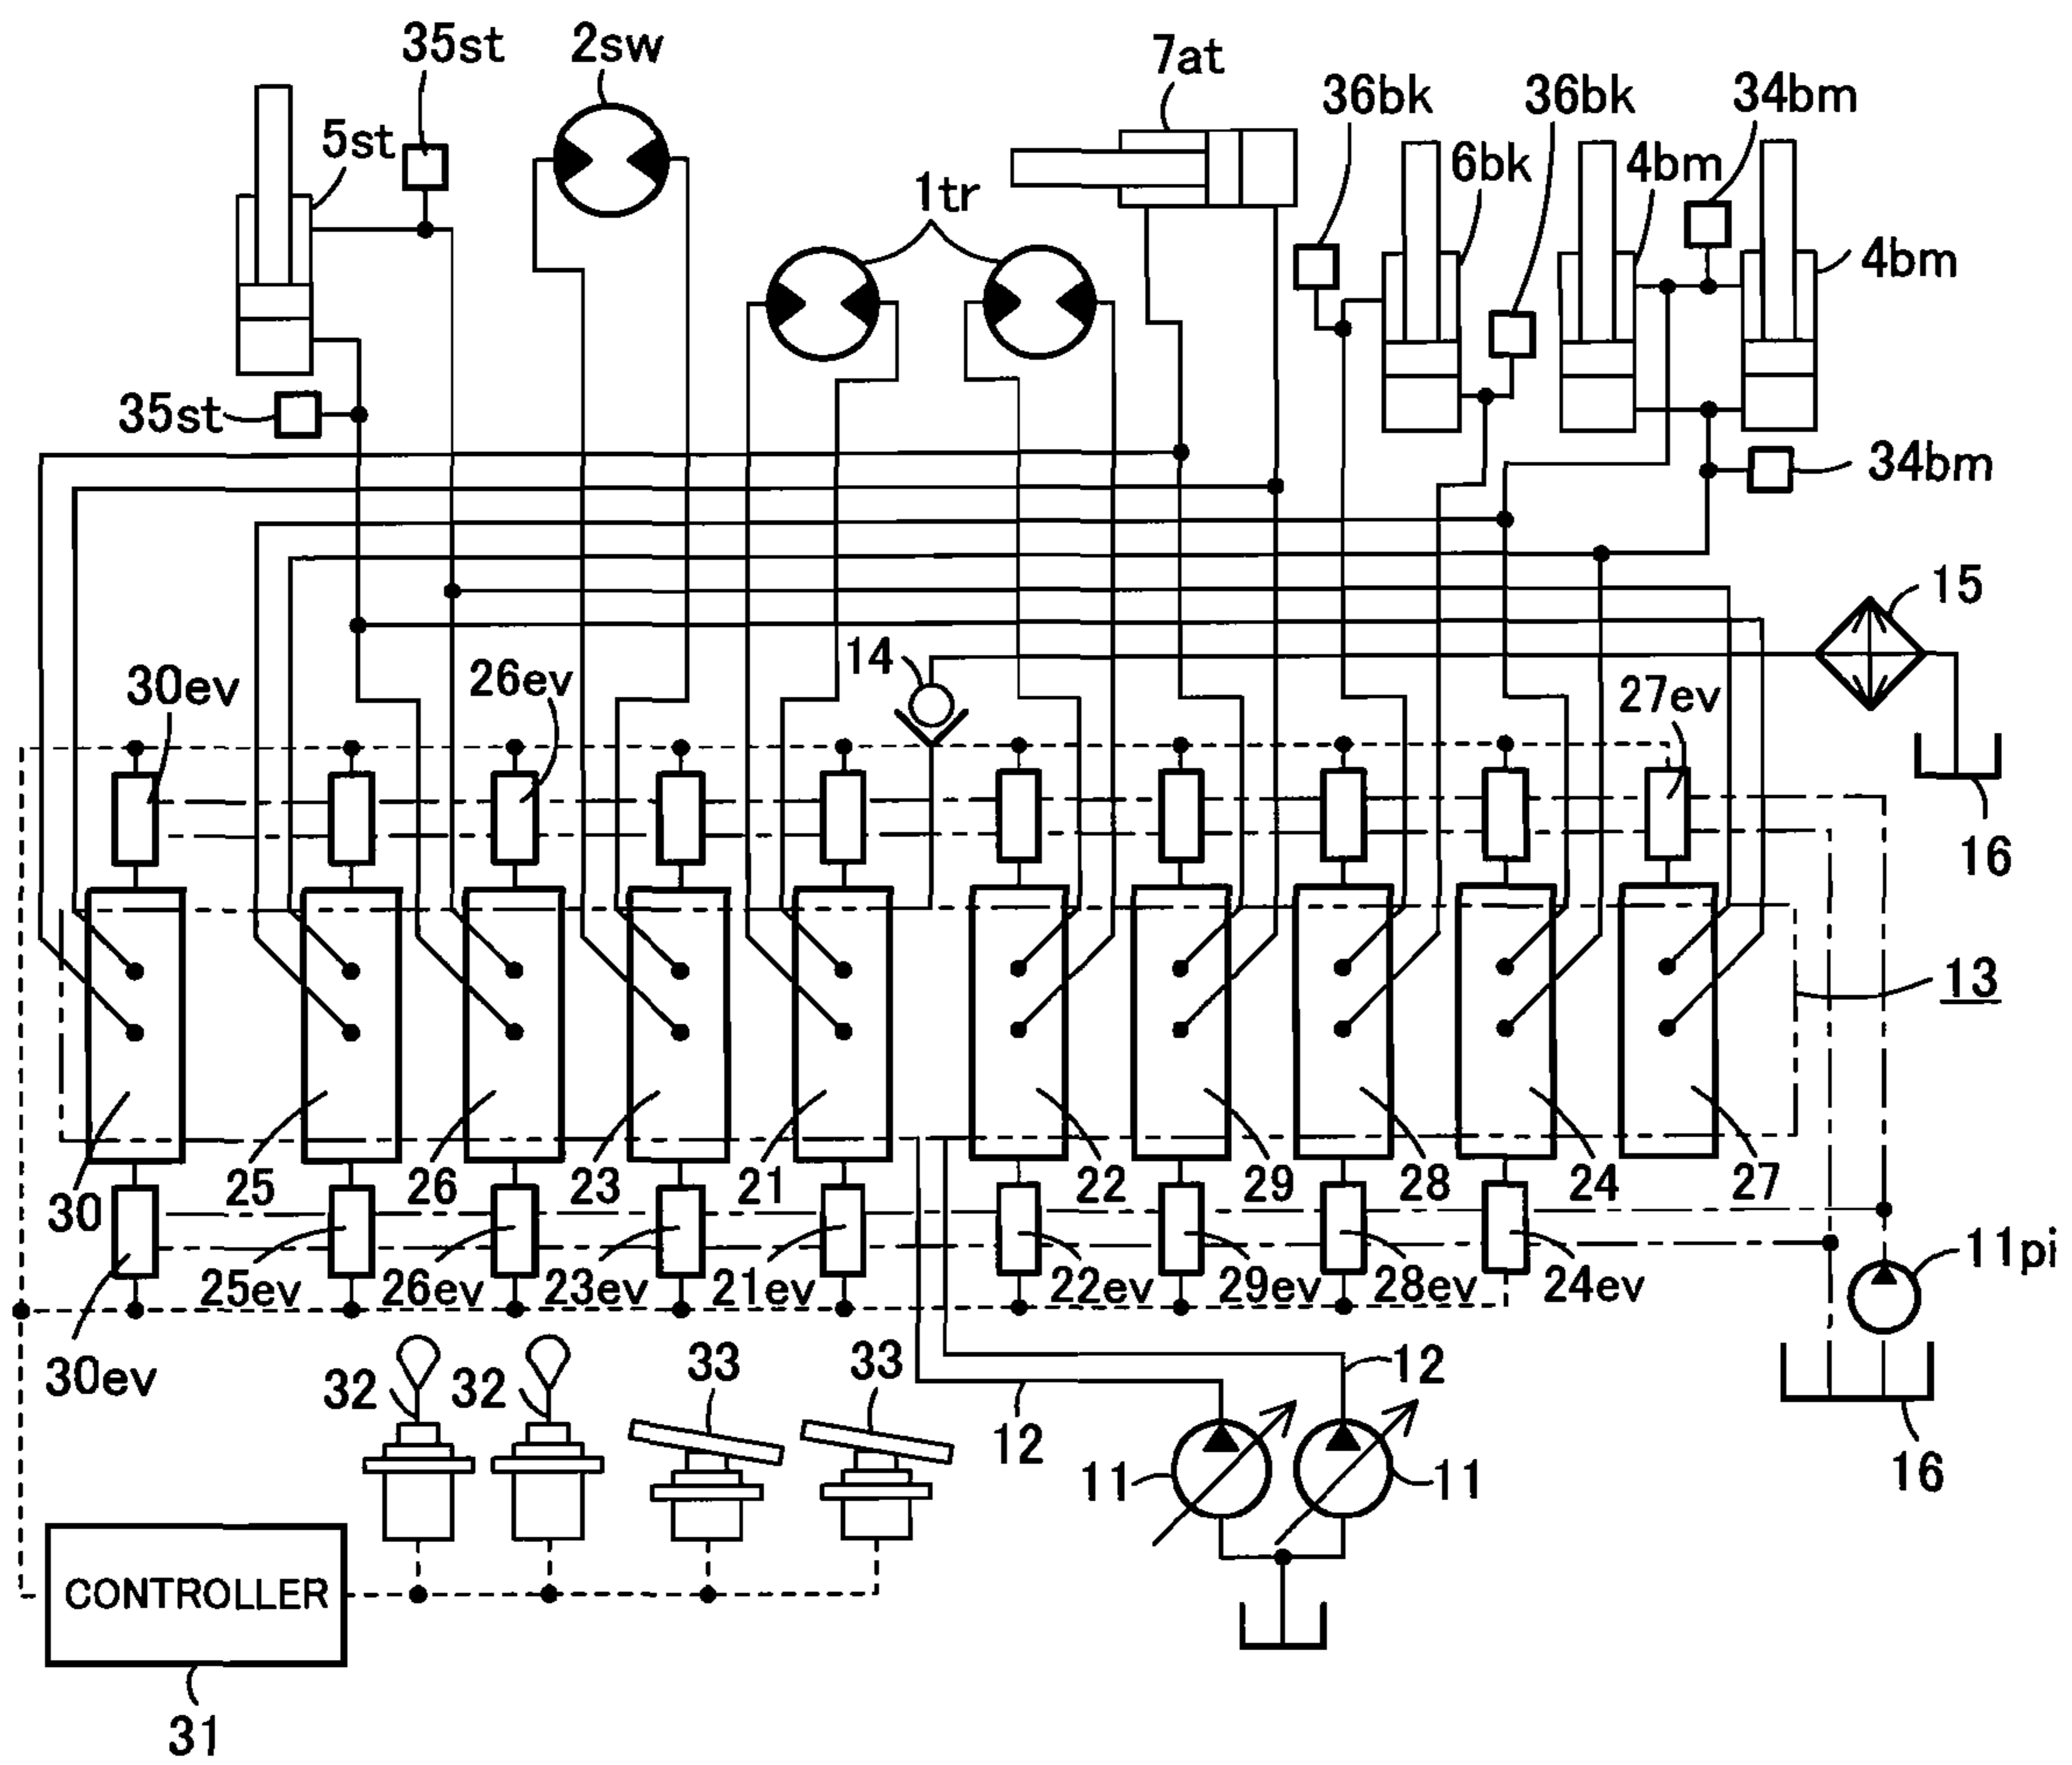 35st
2sw
7at
36bk
36bk
34bm
5st
6bk
4bm
1tr
4bm
35st
34bm
15
14
30ev
26ev
27ev
16
13
30
25
26
23
21
22
29
28
24
27
25ev
26ev
23ev
21ev
22ev
29ev
28ev
24ev
11pi
30ev
32
32
33
33
12
12
11
11
16
CONTROLLER
31